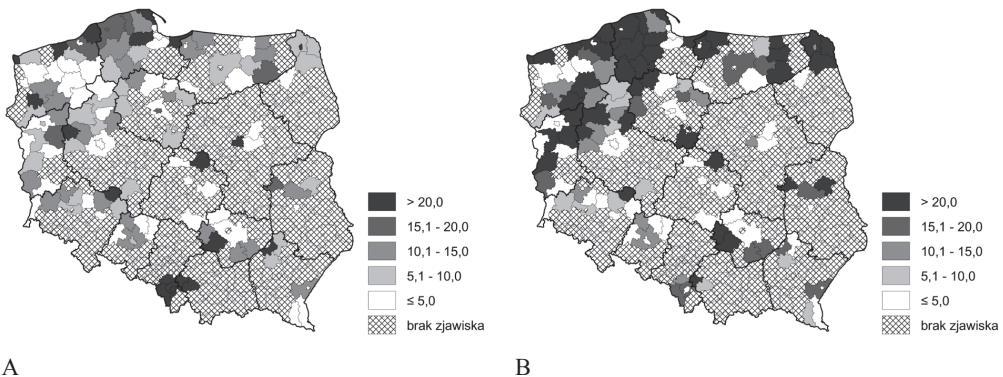 > 20,0
15,1 - 20,0
10,1 - 15,0
5,1 - 10,0
≤ 5,0
brak zjawiska
A
> 20,0
15,1 - 20,0
10,1 - 15,0
5,1 - 10,0
≤ 5,0
brak zjawiska
B